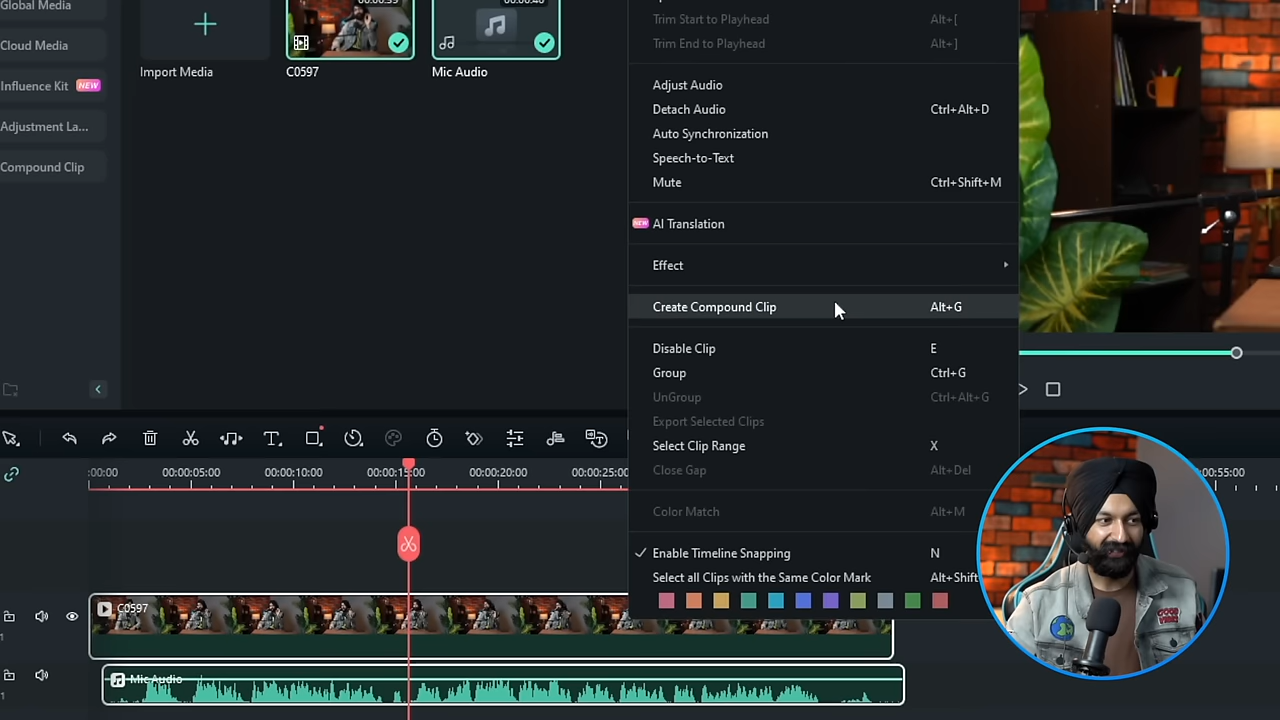 Global Media
Cloud Media
Influence Kit NEW
Adjustment La...
Compound Clip
Import Media
C0597
Mic Audio
Trim Start to Playhead Alt+[
Trim End to Playhead Alt+]
Adjust Audio
Detach Audio Ctrl+Alt+D
Auto Synchronization
Speech-to-Text
Mute Ctrl+Shift+M
NEW AI Translation
Effect
Create Compound Clip Alt+G
Disable Clip E
Group Ctrl+G
UnGroup Ctrl+Alt+G
Export Selected Clips
Select Clip Range X
Close Gap Alt+Del
Color Match Alt+M
Enable Timeline Snapping N
Select all Clips with the Same Color Mark Alt+Shift
:00:00 00:00:05:00 00:00:10:00 00:00:15:00 00:00:20:00 00:00:25:00 00:00:55:00
C0597
1
Mic Audio
1